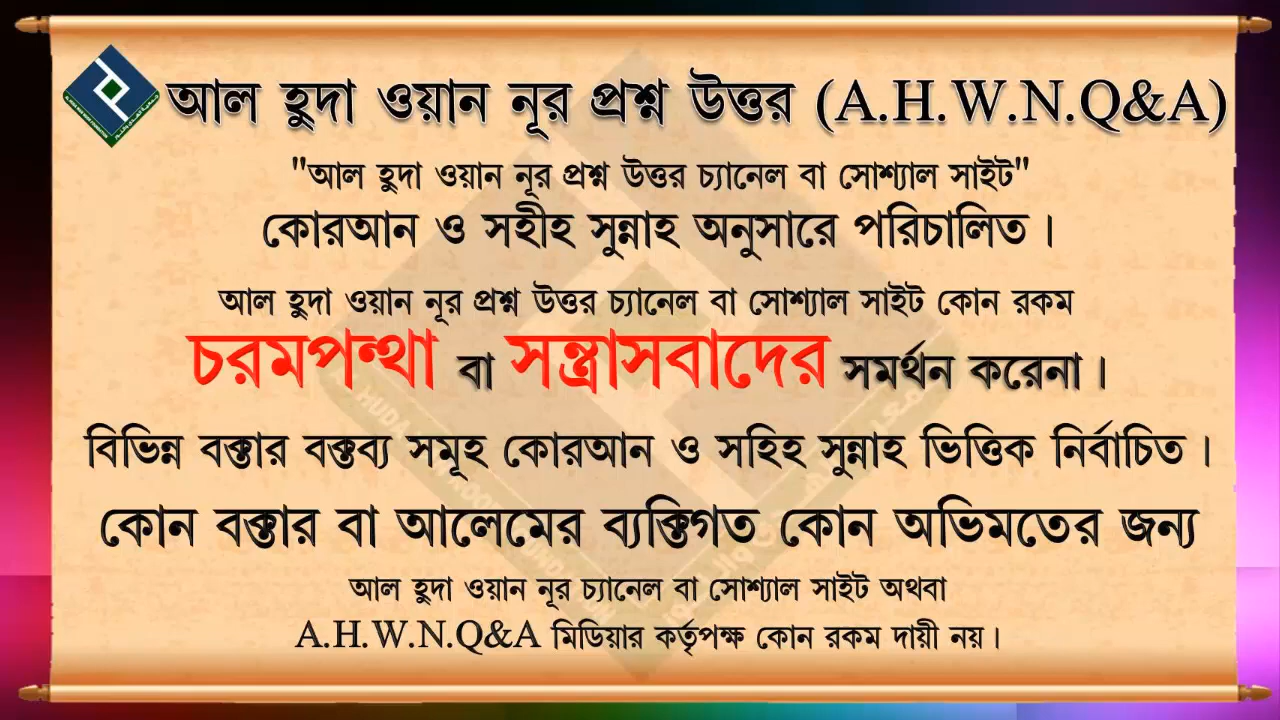 আল হুদা ওয়ান নূর প্রশ্ন উত্তর (A.H.W.N.Q&A)
"আল হুদা ওয়ান নূর প্রশ্ন উত্তর চ্যানেল বা সোশ্যাল সাইট"
কোরআন ও সহীহ সুন্নাহ অনুসারে পরিচালিত।
আল হুদা ওয়ান নূর প্রশ্ন উত্তর চ্যানেল বা সোশ্যাল সাইট কোন রকম
চরমপন্থা বা সন্ত্রাসবাদের সমর্থন করেনা।
বিভিন্ন বক্তার বক্তব্য সমূহ কোরআন ও সহিহ সুন্নাহ ভিত্তিক নির্বাচিত।
কোন বক্তার বা আলেমের ব্যক্তিগত কোন অভিমতের জন্য
আল হুদা ওয়ান নূর চ্যানেল বা সোশ্যাল সাইট অথবা
A.H.W.N.Q&A মিডিয়ার কর্তৃপক্ষ কোন রকম দায়ী নয়।